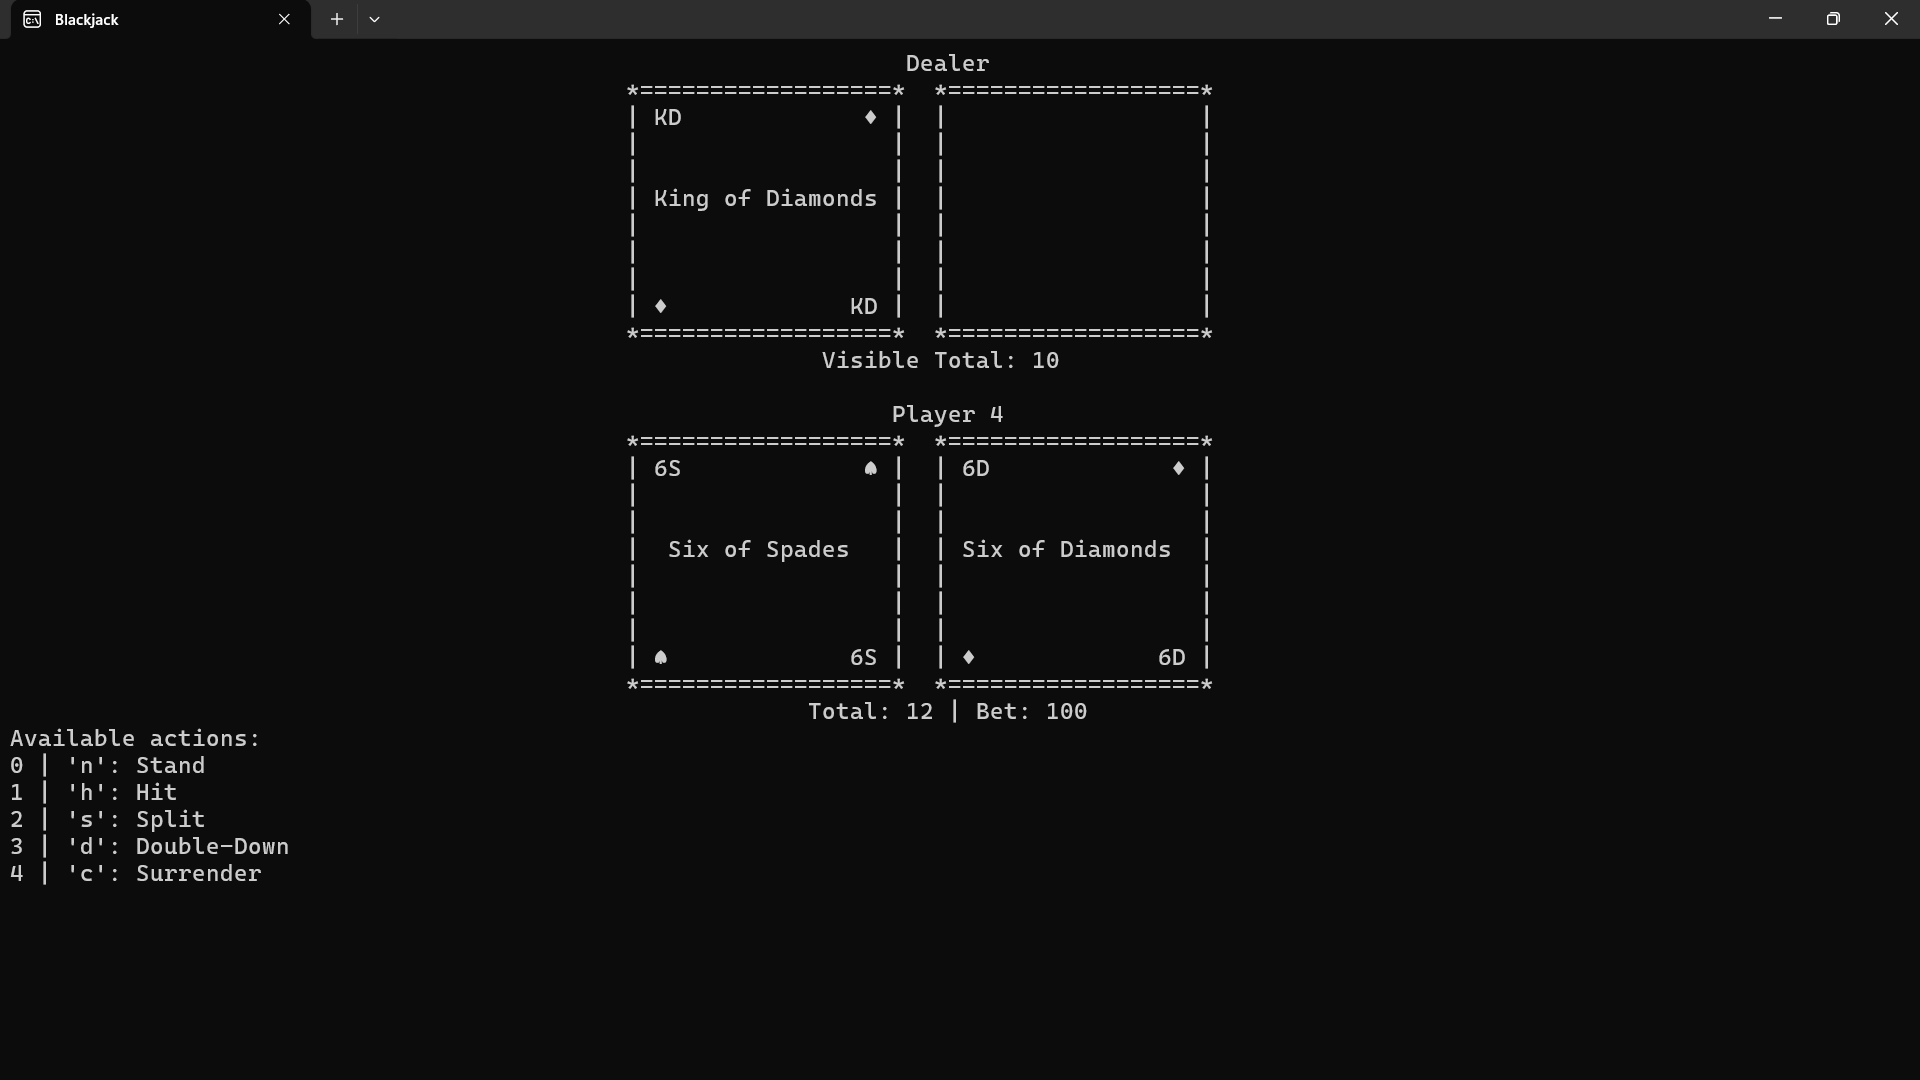 Blackjack
Dealer
*==================*  *==================*
| KD             ♦ |  |                  |
|                  |  |                  |
|                  |  |                  |
| King of Diamonds |  |                  |
|                  |  |                  |
|                  |  |                  |
|                  |  |                  |
| ♦             KD |  |                  |
*==================*  *==================*
Visible Total: 10
Player 4
*==================*  *==================*
| 6S             ♠ |  | 6D             ♦ |
|                  |  |                  |
|                  |  |                  |
|  Six of Spades   |  | Six of Diamonds  |
|                  |  |                  |
|                  |  |                  |
|                  |  |                  |
| ♠             6S |  | ♦             6D |
*==================*  *==================*
Total: 12 | Bet: 100
Available actions:
0 | 'n': Stand
1 | 'h': Hit
2 | 's': Split
3 | 'd': Double-Down
4 | 'c': Surrender